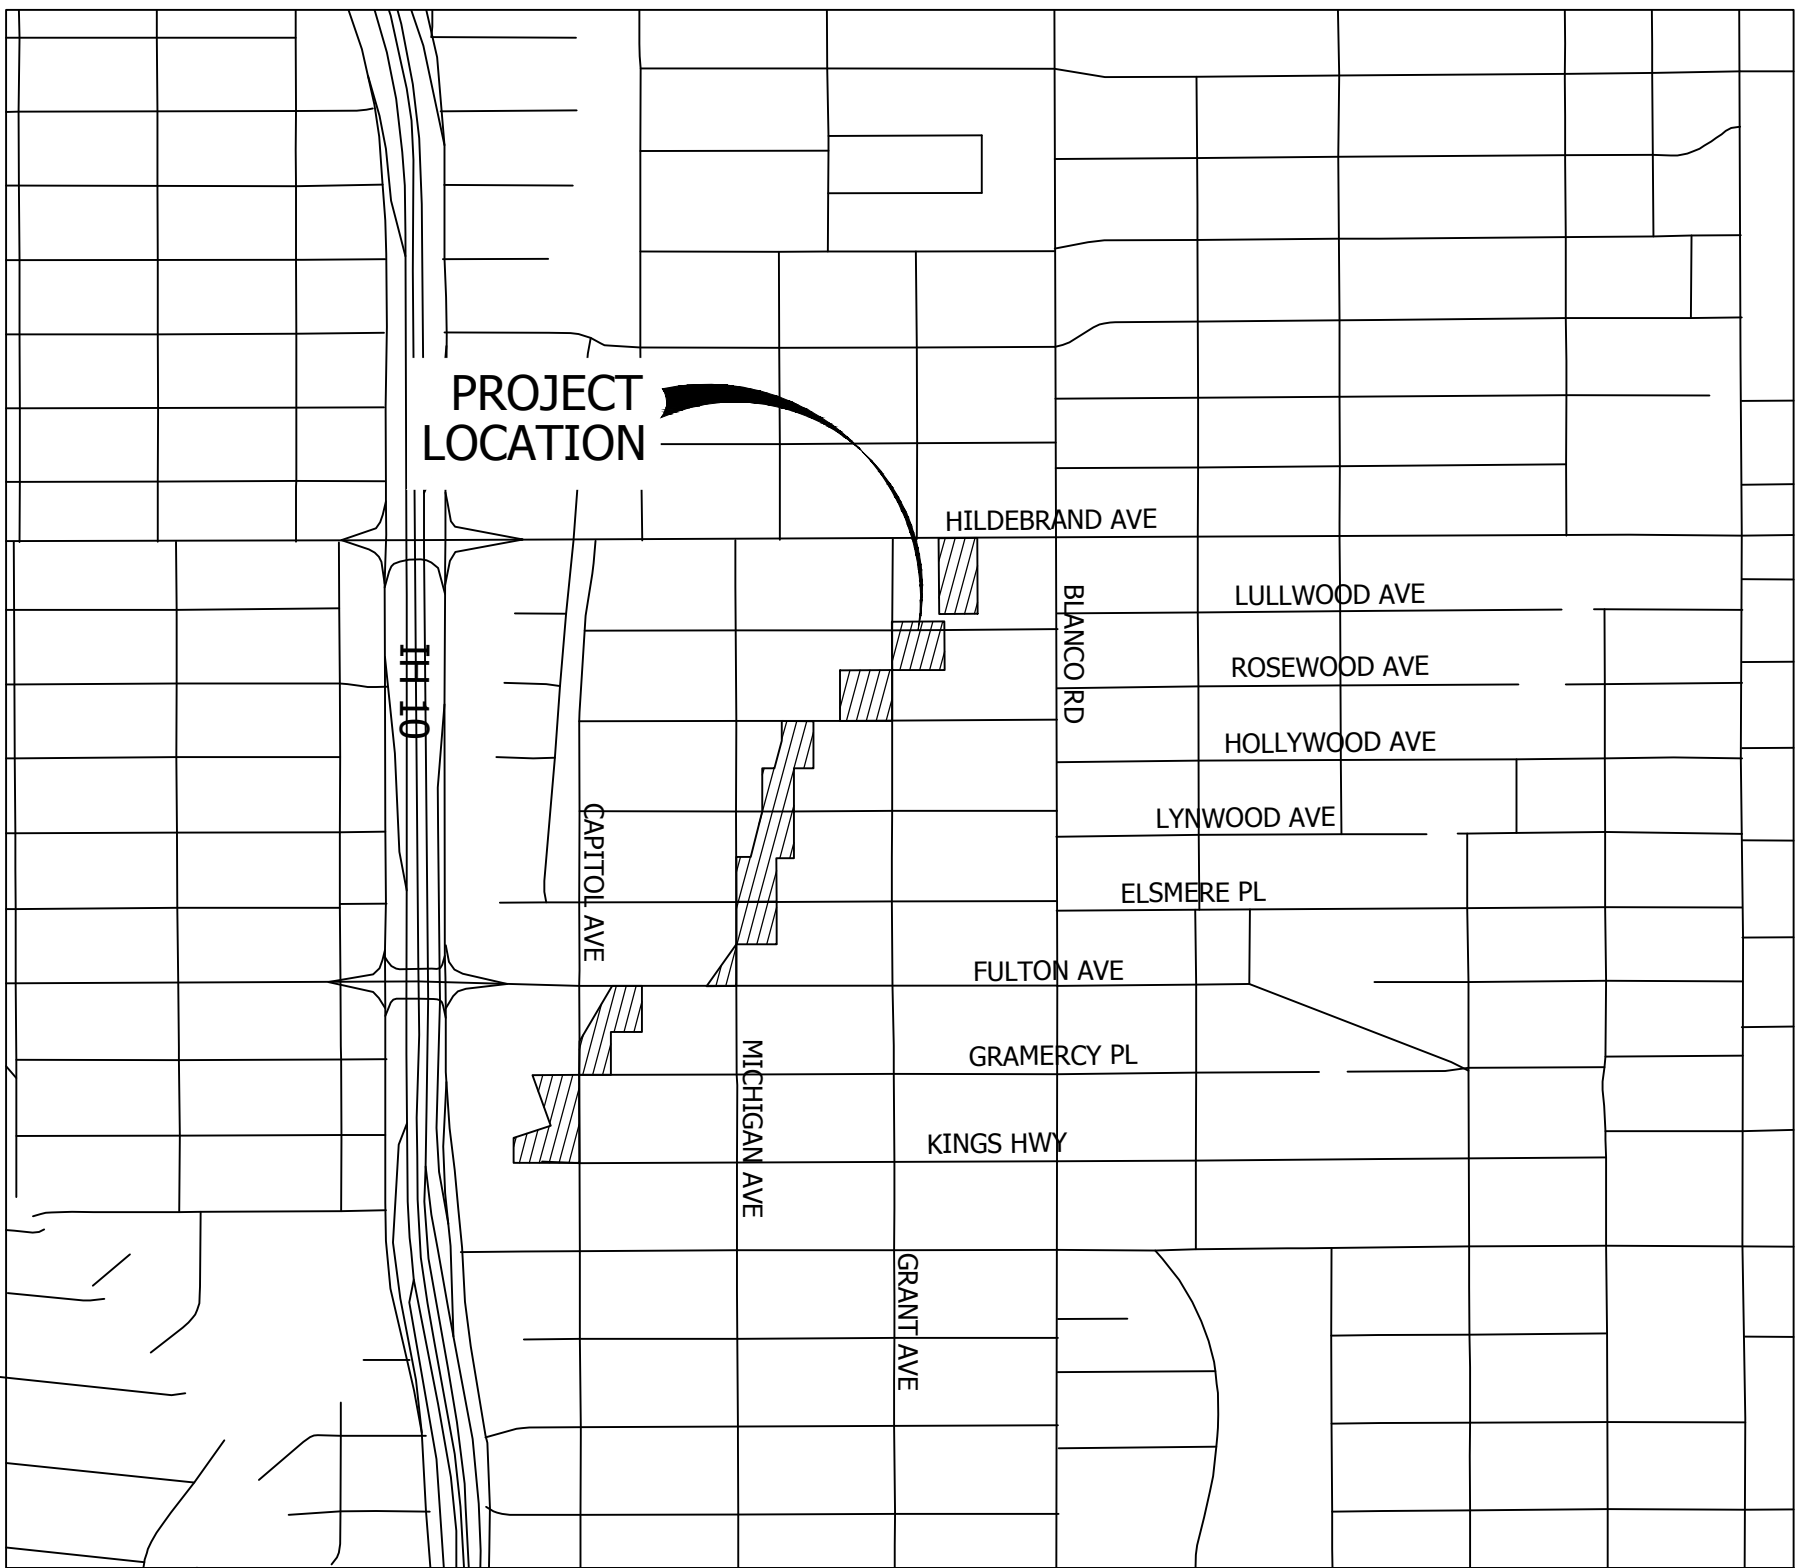 PROJECT
LOCATION
HILDEBRAND AVE
LULLWOOD AVE
BLANCO RD
IH 10
ROSEWOOD AVE
HOLLYWOOD AVE
CAPITOL AVE
LYNWOOD AVE
ELSMERE PL
FULTON AVE
MICHIGAN AVE
GRAMERCY PL
KINGS HWY
GRANT AVE